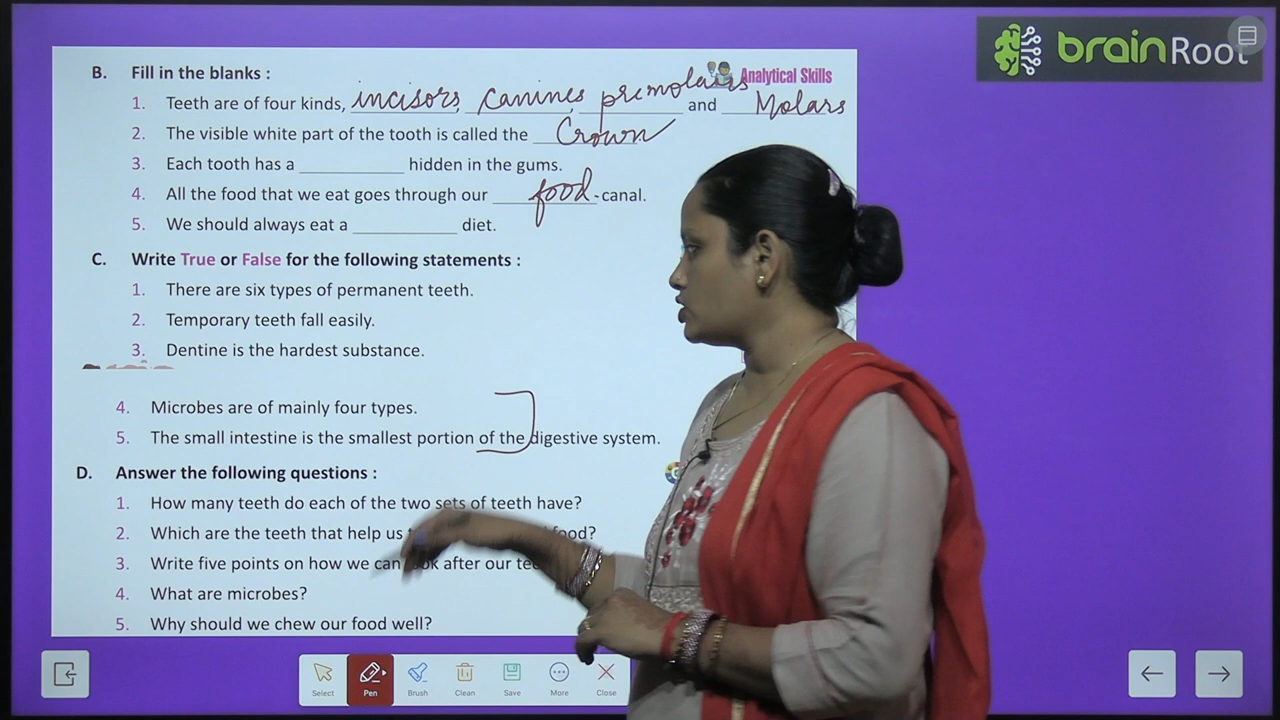 brainRoot
B. Fill in the blanks :
Analytical Skills
1. Teeth are of four kinds, incisors, canines, premolairs and Molars
2. The visible white part of the tooth is called the Crown
3. Each tooth has a __________ hidden in the gums.
4. All the food that we eat goes through our food-canal.
5. We should always eat a __________ diet.
C. Write True or False for the following statements :
1. There are six types of permanent teeth.
2. Temporary teeth fall easily.
3. Dentine is the hardest substance.
4. Microbes are of mainly four types.
5. The small intestine is the smallest portion of the digestive system.
D. Answer the following questions :
1. How many teeth do each of the two sets of teeth have?
2. Which are the teeth that help us food?
3. Write five points on how we can after our
4. What are microbes?
5. Why should we chew our food well?
Select Pen Brush Clean Save More Close